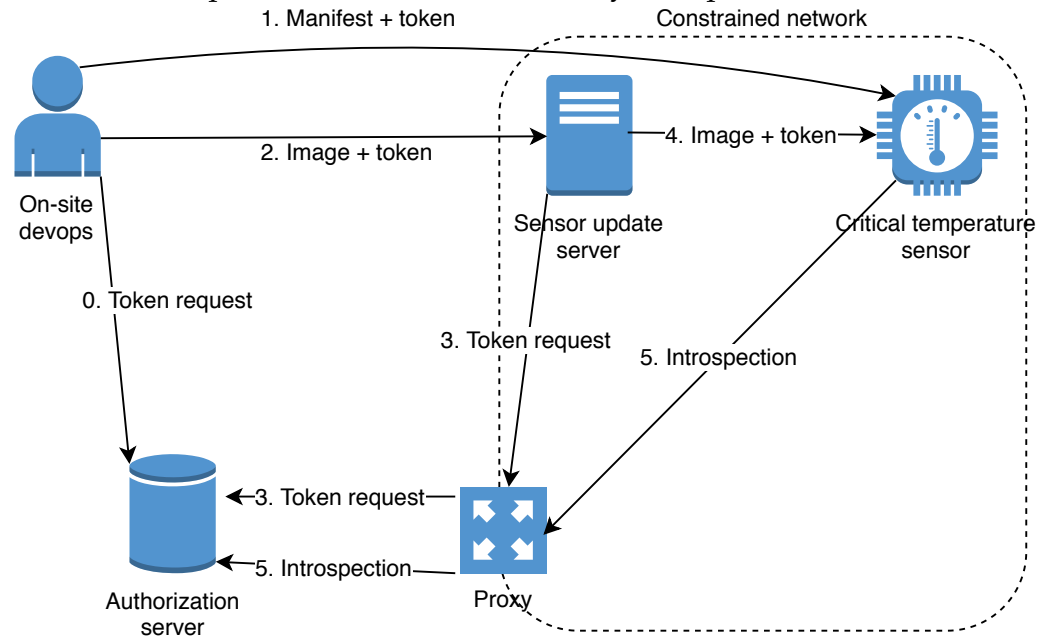 1. Manifest + token
Constrained network
2. Image + token
4. Image + token
On-site
devops
Sensor update
server
Critical temperature
sensor
0. Token request
3. Token request
5. Introspection
3. Token request
5. Introspection
Proxy
Authorization
server